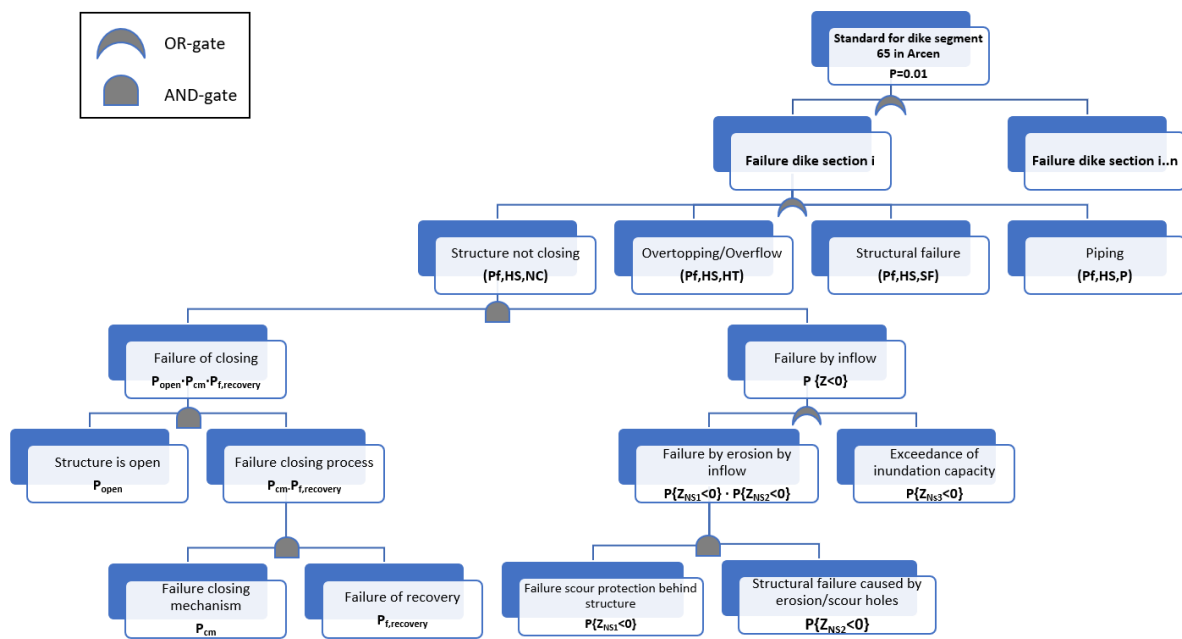 OR-gate
AND-gate
Standard for dike segment
65 in Arcen
P=0.01
Failure dike section i
Failure dike section i..n
Structure not closing
(Pf,HS,NC)
Overtopping/Overflow
(Pf,HS,HT)
Structural failure
(Pf,HS,SF)
Piping
(Pf,HS,P)
Failure of closing
Popen·Pcm·Pf,recovery
Failure by inflow
P {Z<0}
Structure is open
Popen
Failure closing process
Pcm·Pf,recovery
Failure by erosion by
inflow
P{ZNS1<0} · P{ZNS2<0}
Exceedance of
inundation capacity
P{ZNs3<0}
Failure closing
mechanism
Pcm
Failure of recovery
Pf,recovery
Failure scour protection behind
structure
P{ZNS1<0}
Structural failure caused by
erosion/scour holes
P{ZNS2<0}